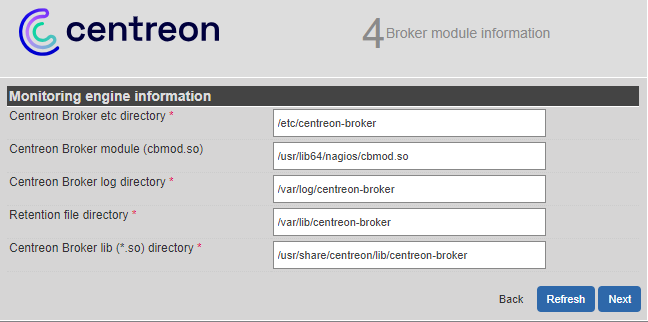 centreon
4 Broker module information
Monitoring engine information
Centreon Broker etc directory * /etc/centreon-broker
Centreon Broker module (cbmod.so) /usr/lib64/nagios/cbmod.so
Centreon Broker log directory * /var/log/centreon-broker
Retention file directory * /var/lib/centreon-broker
Centreon Broker lib (*.so) directory * /usr/share/centreon/lib/centreon-broker
Back Refresh Next